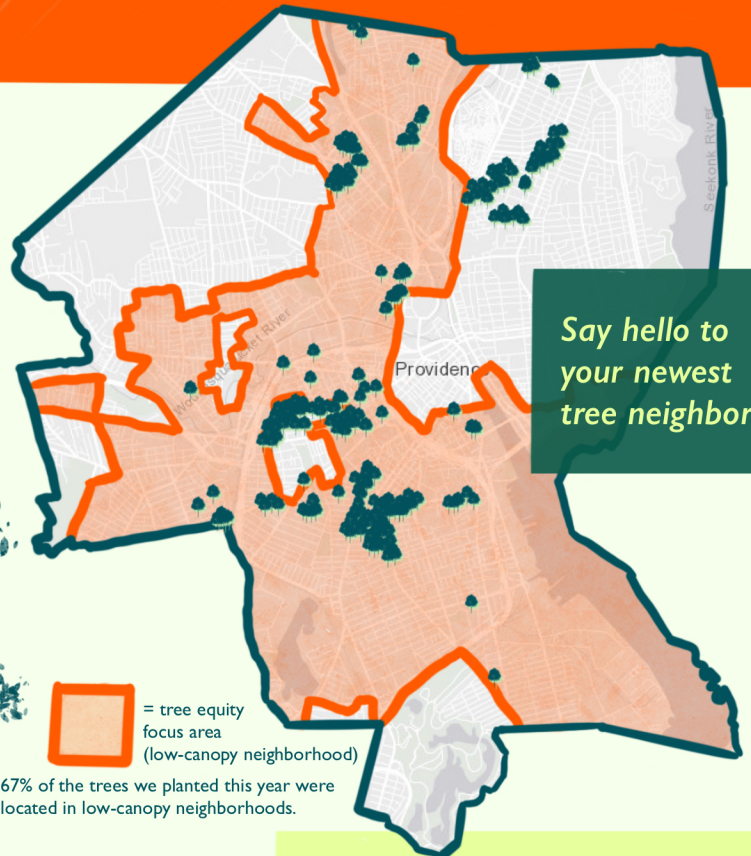 Seekonk River
Say hello to
your newest
tree neighbor
River
Providenc
= tree equity
focus area
(low-canopy neighborhood)
67% of the trees we planted this year were
located in low-canopy neighborhoods.